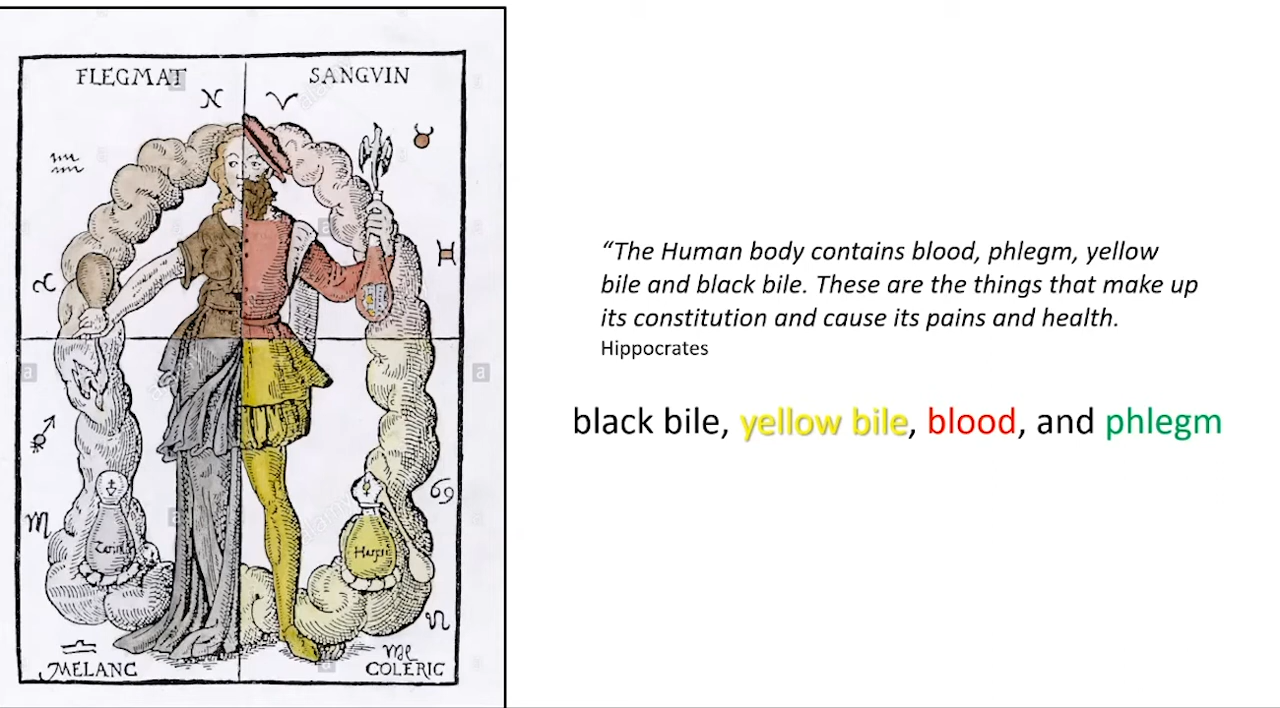 FLEGMAT
SANGVIN
MELANC
COLERIC
“The Human body contains blood, phlegm, yellow
bile and black bile. These are the things that make up
its constitution and cause its pains and health.
Hippocrates
black bile, yellow bile, blood, and phlegm